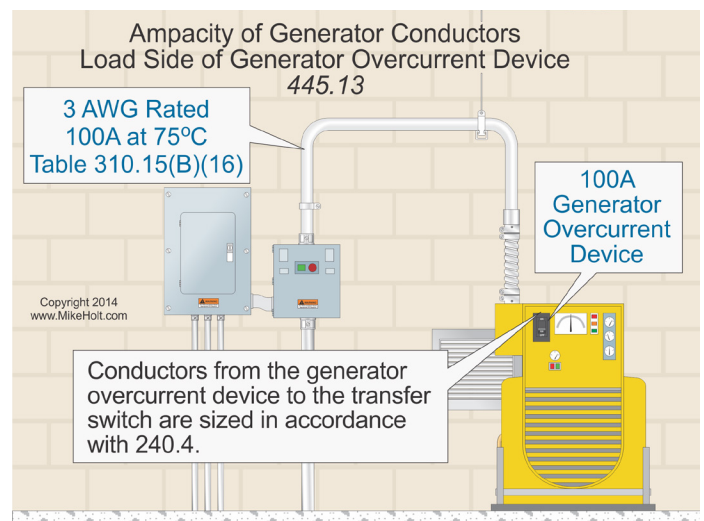 Ampacity of Generator Conductors
Load Side of Generator Overcurrent Device
445.13
3 AWG Rated
100A at 75ºC
Table 310.15(B)(16)
100A
Generator
Overcurrent
Device
Copyright 2014
www.MikeHolt.com
Conductors from the generator
overcurrent device to the transfer
switch are sized in accordance
with 240.4.